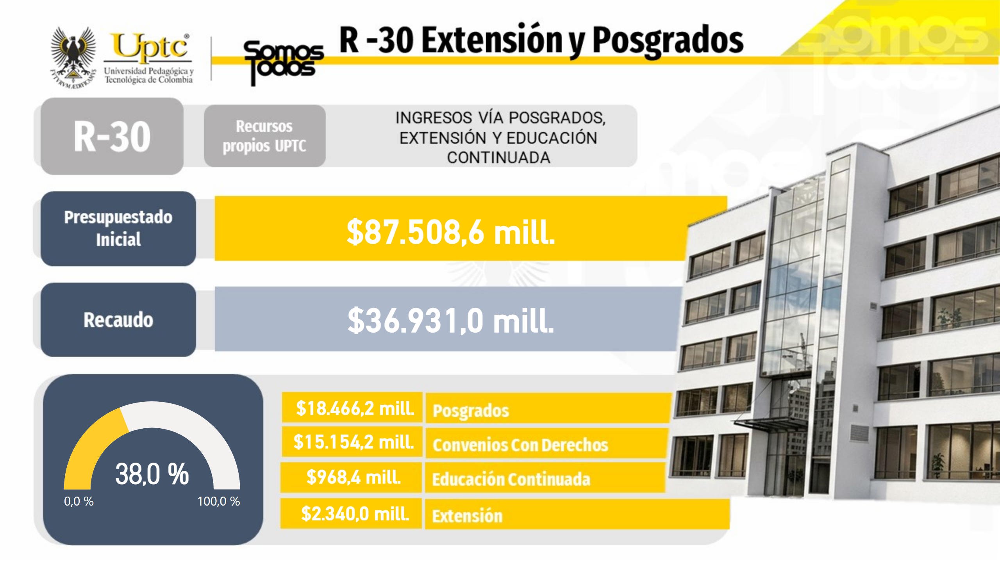 Uptc®
Universidad Pedagógica y
Tecnológica de Colombia
FVTVRVM ÆDIFICAMVS
Somos
Todos
R -30 Extensión y Posgrados
Somos
Todos
R-30
Recursos
propios UPTC
INGRESOS VÍA POSGRADOS,
EXTENSIÓN Y EDUCACIÓN
CONTINUADA
Presupuestado
Inicial
$87.508,6 mill.
Recaudo
$36.931,0 mill.
38,0 %
0,0 %
100,0 %
$18.466,2 mill.
Posgrados
$15.154,2 mill.
Convenios Con Derechos
$968,4 mill.
Educación Continuada
$2.340,0 mill.
Extensión